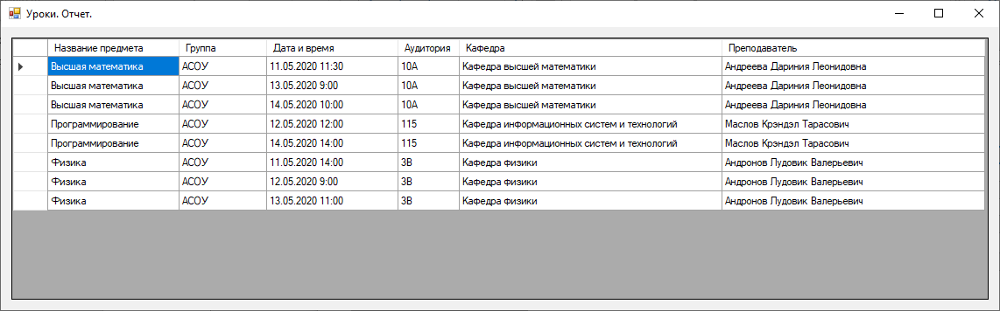 Уроки. Отчет.
Название предмета Группа Дата и время Аудитория Кафедра Преподаватель
Высшая математика АСОУ 11.05.2020 11:30 10А Кафедра высшей математики Андреева Дариния Леонидовна
Высшая математика АСОУ 13.05.2020 9:00 10А Кафедра высшей математики Андреева Дариния Леонидовна
Высшая математика АСОУ 14.05.2020 10:00 10А Кафедра высшей математики Андреева Дариния Леонидовна
Программирование АСОУ 12.05.2020 12:00 115 Кафедра информационных систем и технологий Маслов Крэндэл Тарасович
Программирование АСОУ 14.05.2020 14:00 115 Кафедра информационных систем и технологий Маслов Крэндэл Тарасович
Физика АСОУ 11.05.2020 14:00 3В Кафедра физики Андронов Лудовик Валерьевич
Физика АСОУ 12.05.2020 9:00 3В Кафедра физики Андронов Лудовик Валерьевич
Физика АСОУ 13.05.2020 11:00 3В Кафедра физики Андронов Лудовик Валерьевич